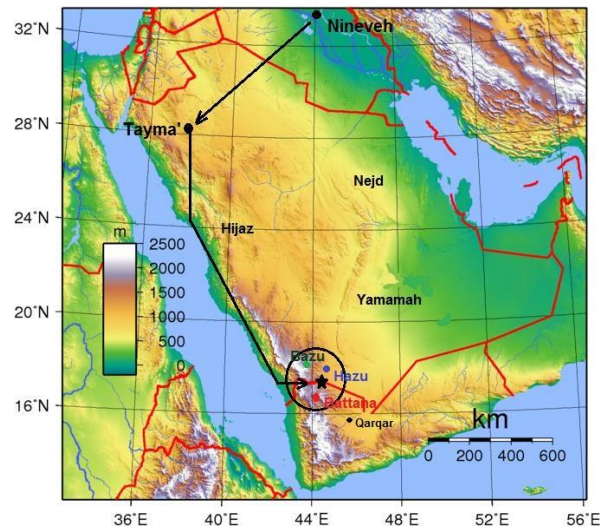 32°N
Nineveh
28°N
Tayma'
Nejd
24°N
Hijaz
m
2500
2000
1500
1000
500
0
Yamamah
20°N
Bazu
Hazu
16°N
Rattana
Qarqar
km
0 200 400 600
36°E 40°E 44°E 48°E 52°E 56°E